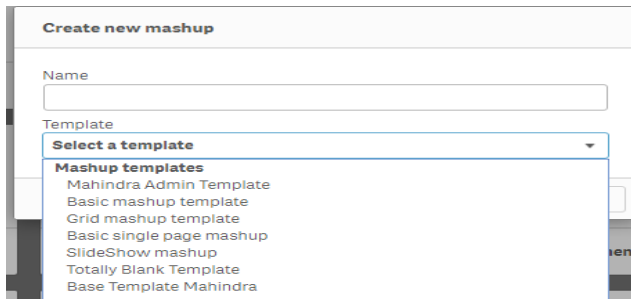 Create new mashup
Name
Template
Select a template
Mashup templates
Mahindra Admin Template
Basic mashup template
Grid mashup template
Basic single page mashup
SlideShow mashup
Totally Blank Template
Base Template Mahindra